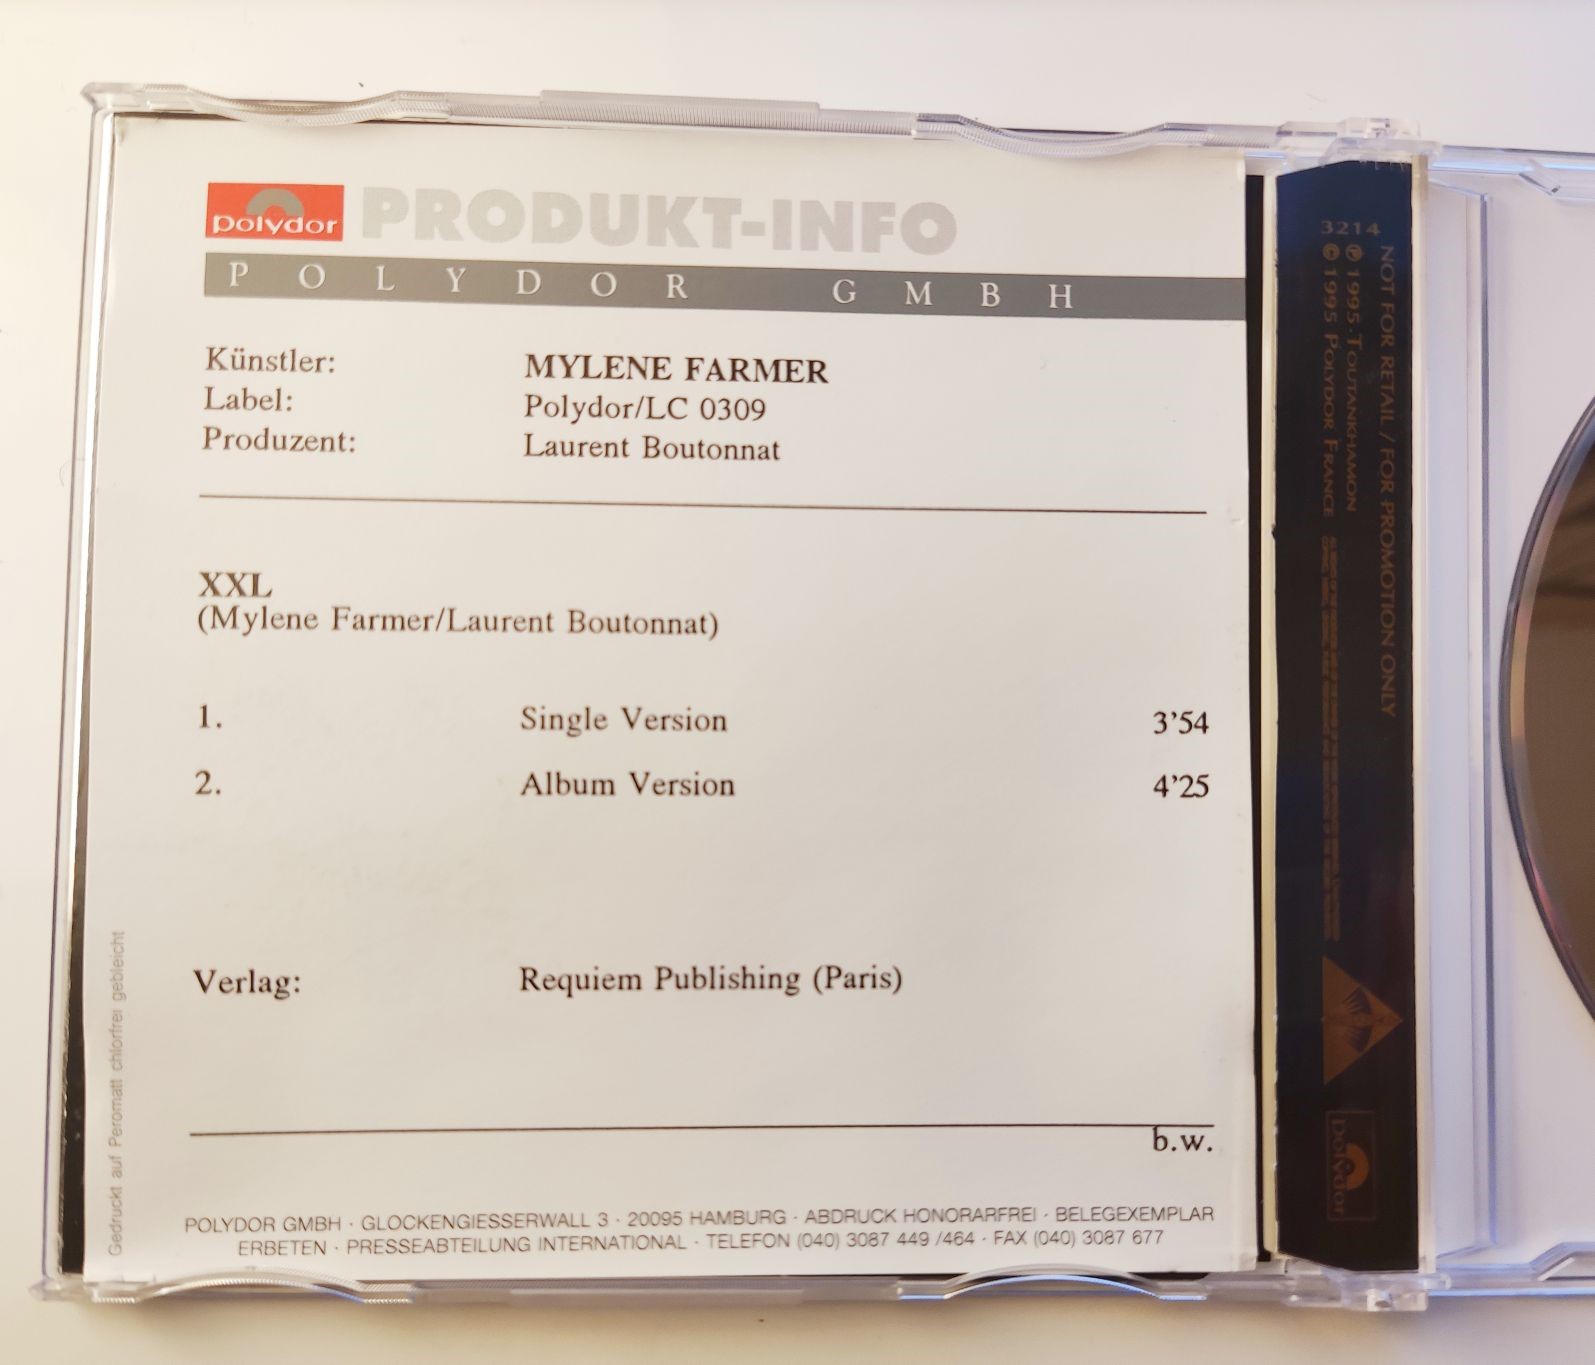 polydor PRODUKT-INFO
POLYDOR GMBH
Künstler: MYLENE FARMER
Label: Polydor/LC 0309
Produzent: Laurent Boutonnat
XXL
(Mylene Farmer/Laurent Boutonnat)
1. Single Version 3'54
2. Album Version 4'25
Verlag: Requiem Publishing (Paris)
b.w.
POLYDOR GMBH · GLOCKENGIESSERWALL 3 · 20095 HAMBURG · ABDRUCK HONORARFREI · BELEGEXEMPLAR
ERBETEN · PRESSEABTEILUNG INTERNATIONAL · TELEFON (040) 3087 449 /464 · FAX (040) 3087 677
Gedruckt auf Peromatt chlorfrei gebleicht
3214
NOT FOR RETAIL / FOR PROMOTION ONLY
℗ 1995 TOUTANKHAMON
© 1995 POLYDOR FRANCE
polydor